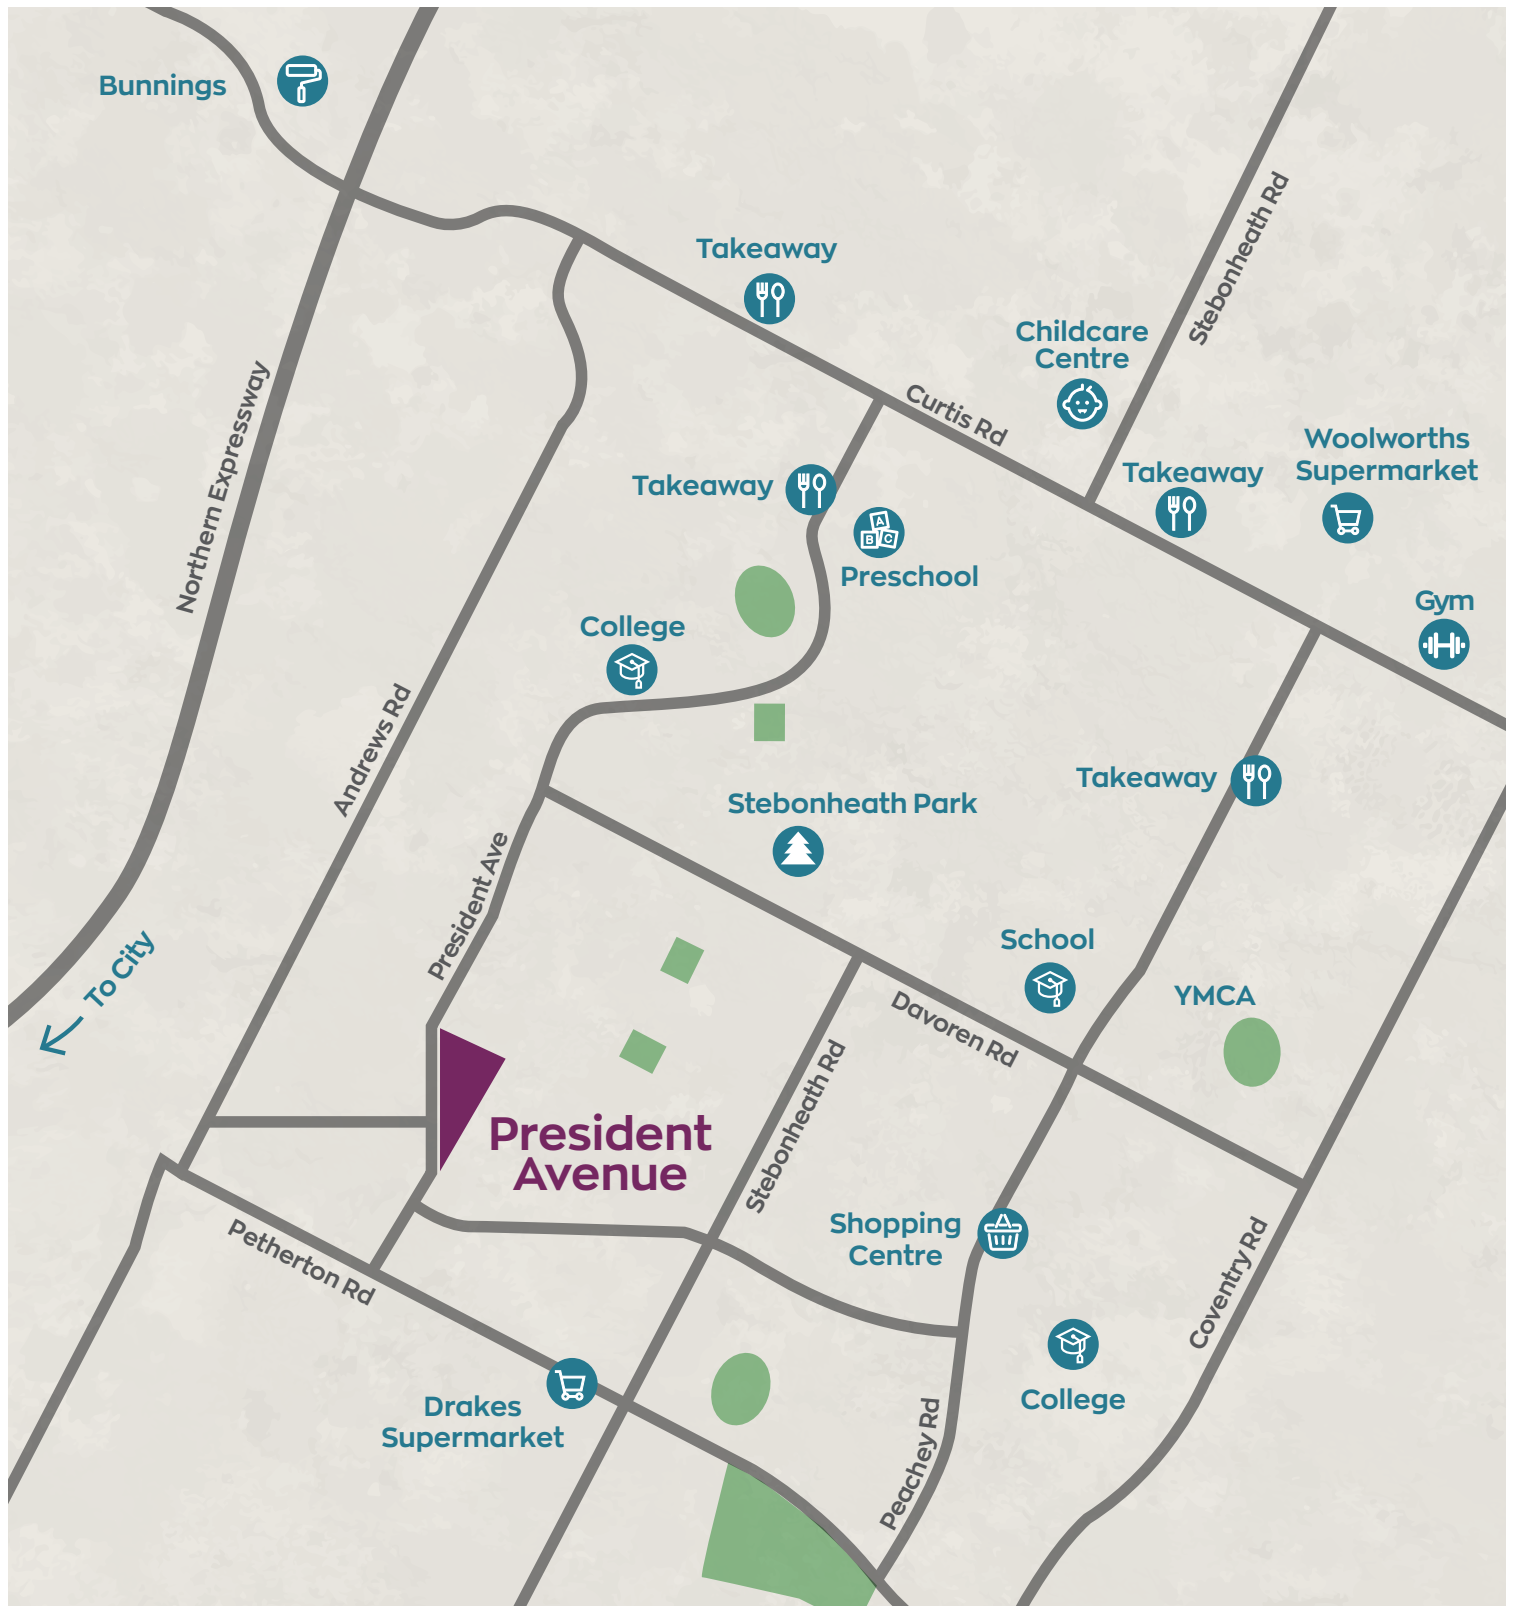 Bunnings
Stebonheath Rd
Takeaway
Childcare
Centre
Northern Expressway
Curtis Rd
Woolworths
Supermarket
Takeaway
Takeaway
A
B C
Preschool
Gym
College
Andrews Rd
Takeaway
Stebonheath Park
President Ave
To City
School
YMCA
Davoren Rd
Stebonheath Rd
President
Avenue
Shopping
Centre
Petherton Rd
Coventry Rd
Drakes
Supermarket
College
Peachey Rd